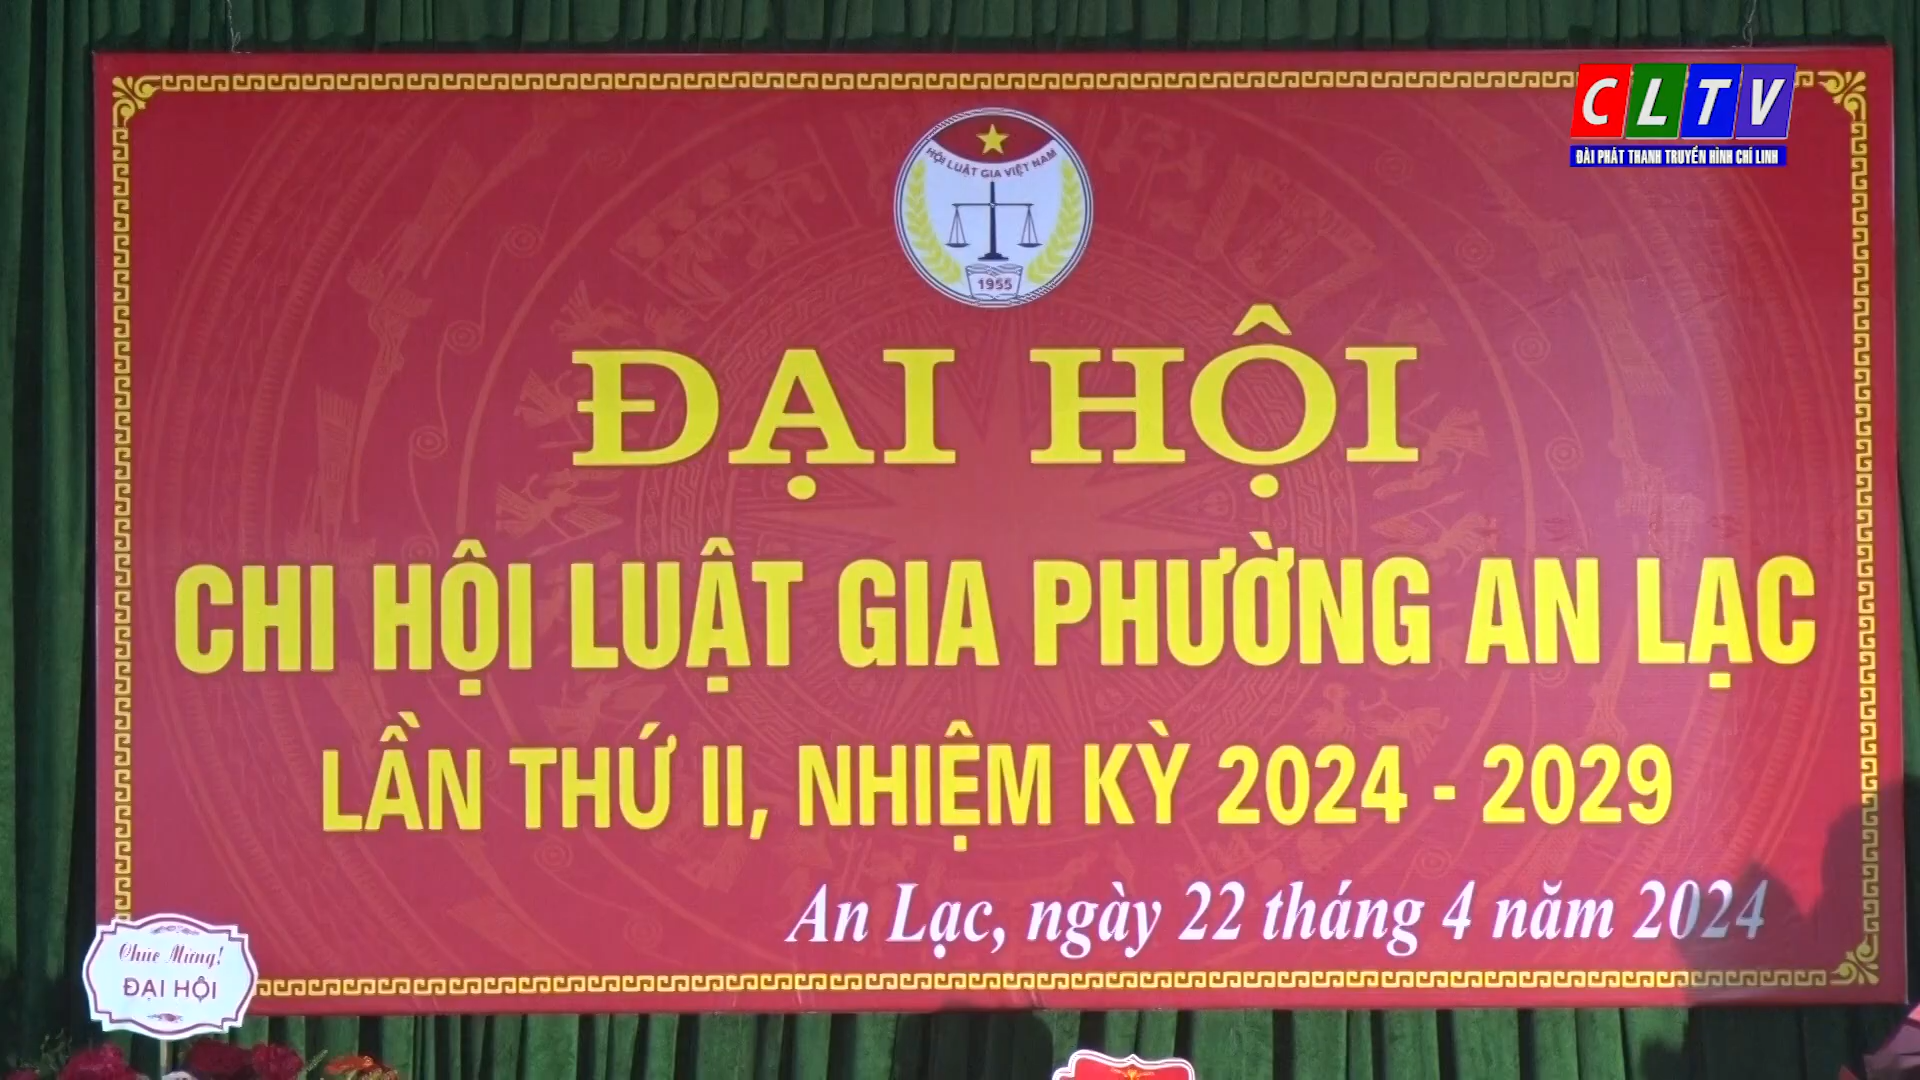 CLTV
ĐÀI PHÁT THANH TRUYỀN HÌNH CHÍ LINH
HỘI LUẬT GIA VIỆT NAM
1955
ĐẠI HỘI
CHI HỘI LUẬT GIA PHƯỜNG AN LẠC
LẦN THỨ II, NHIỆM KỲ 2024 - 2029
An Lạc, ngày 22 tháng 4 năm 2024
Chúc Mừng!
ĐẠI HỘI